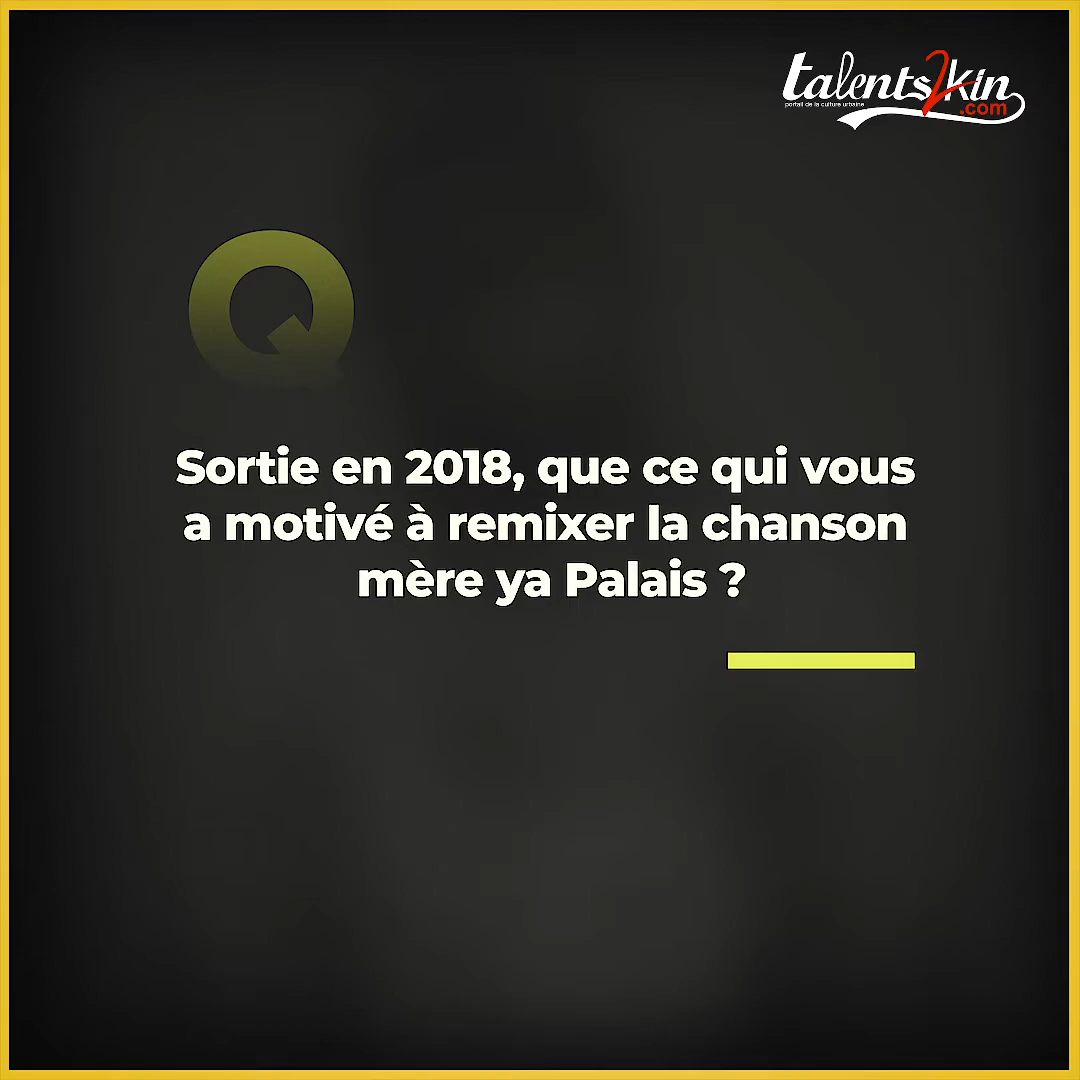 talents2kin
.com
portail de la culture urbaine
Q
Sortie en 2018, que ce qui vous
a motivé à remixer la chanson
mère ya Palais ?